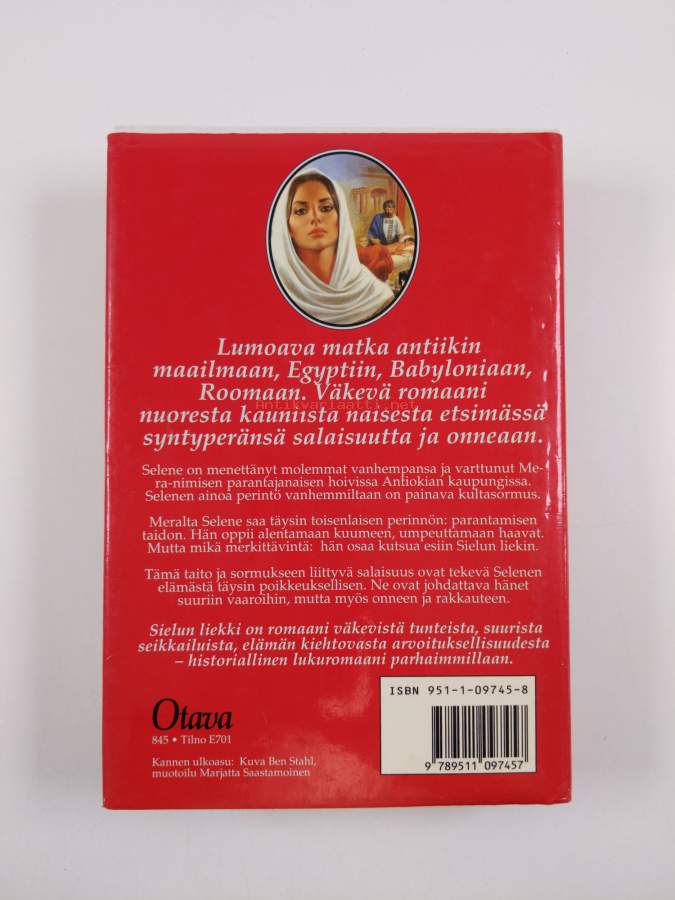 Lumoava matka antiikin
maailmaan, Egyptiin, Babyloniaan,
Roomaan. Väkevä romaani
Antikvariaatti.net
nuoresta kauniista naisesta etsimässä
syntyperänsä salaisuutta ja onneaan.
Selene on menettänyt molemmat vanhempansa ja varttunut Me-
ra-nimisen parantajanaisen hoivissa Antiokian kaupungissa.
Selenen ainoa perintö vanhemmiltaan on painava kultasormus.
Meralta Selene saa täysin toisenlaisen perinnön: parantamisen
taidon. Hän oppii alentamaan kuumeen, umpeuttamaan haavat.
Mutta mikä merkittävintä: hän osaa kutsua esiin Sielun liekin.
Tämä taito ja sormukseen liittyvä salaisuus ovat tekevä Selenen
elämästä täysin poikkeuksellisen. Ne ovat johdattava hänet
suuriin vaaroihin, mutta myös onneen ja rakkauteen.
Sielun liekki on romaani väkevistä tunteista, suurista
seikkailuista, elämän kiehtovasta arvoituksellisuudesta
– historiallinen lukuromaani parhaimmillaan.
Otava
845 • Tilno E701
Kannen ulkoasu: Kuva Ben Stahl,
muotoilu Marjatta Saastamoinen
ISBN 951-1-09745-8
9 789511 097457